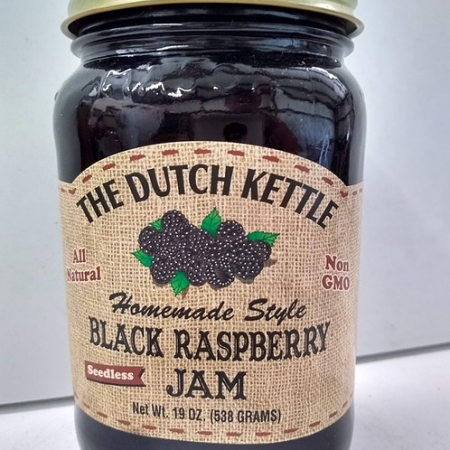 THE DUTCH KETTLE
All
Natural
Non
GMO
Homemade Style
BLACK RASPBERRY
Seedless
JAM
Net Wt. 19 OZ. (538 GRAMS)